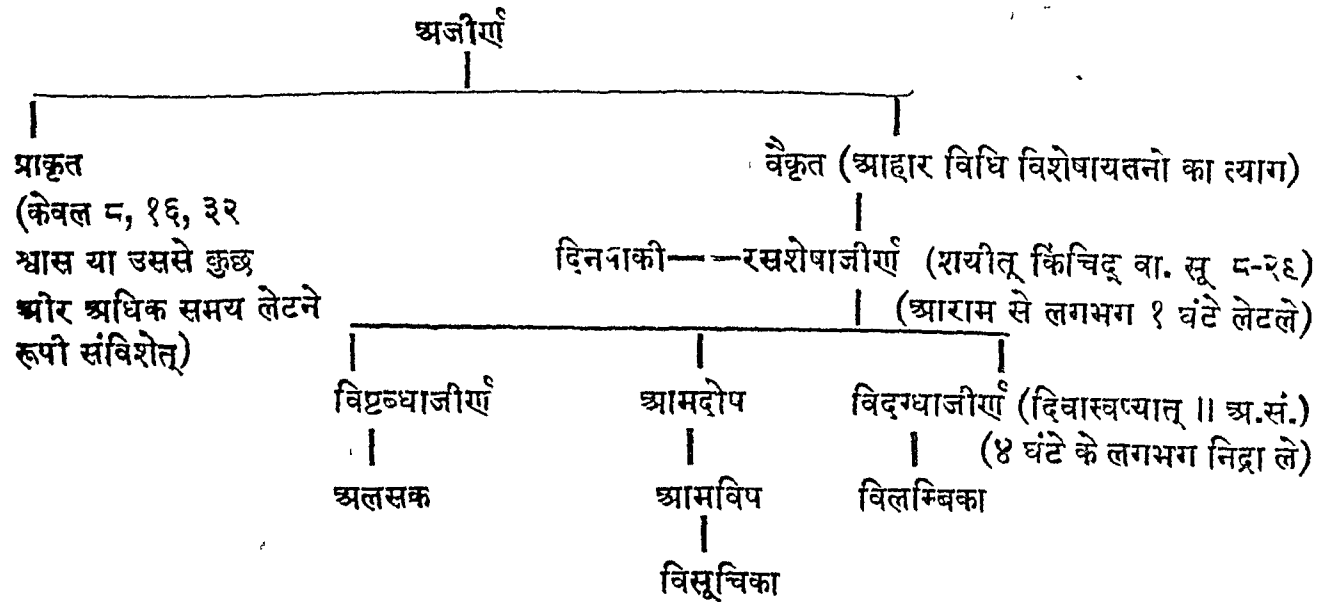 अजीर्ण
प्राकृत
(केवल ८, १६, ३२
श्वास या उससे कुछ
और अधिक समय लेटने
रूपी संविशेत्)
वैकृत (आहार विधि विशेषायतनो का त्याग)
दिनपाकी——रसशेषाजीर्ण (शयीत् किंचिद् वा. सू ८-२९)
(आराम से लगभग १ घंटे लेटले)
विष्टब्धाजीर्ण आमदोष विदग्धाजीर्ण (दिवास्वप्यात् ॥ अ.सं.)
(४ घंटे के लगभग निद्रा ले)
अलसक आमविष विलम्बिका
विसूचिका